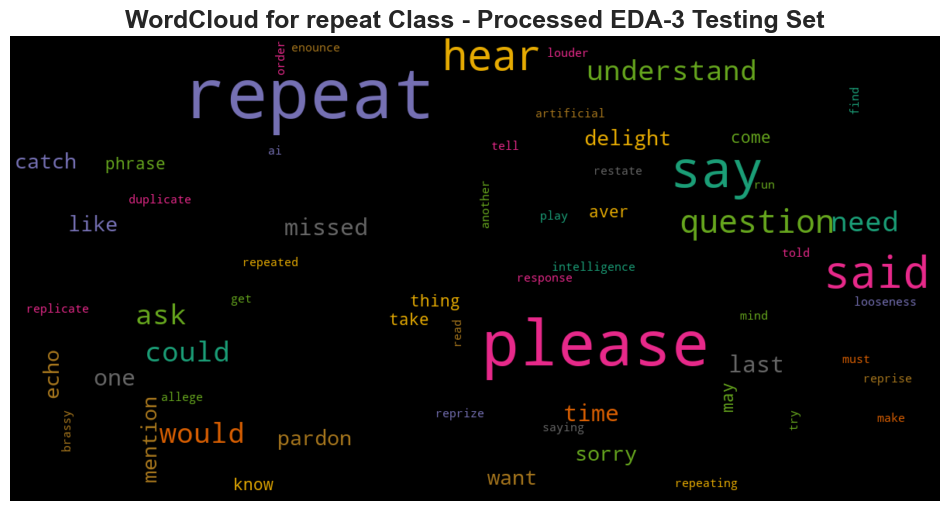 WordCloud for repeat Class - Processed EDA-3 Testing Set
order
enounce
hear
louder
understand
repeat
find
artificial
delight
come
catch
phrase
ai
tell
restate
say
run
duplicate
another
like
missed
play
aver
question
need
repeated
intelligence
response
told
said
replicate
get
thing
looseness
ask
take
read
mind
please
could
echo
one
last
must
reprise
allege
may
brassy
mention
would
pardon
reprize
time
saying
try
make
sorry
know
want
repeating